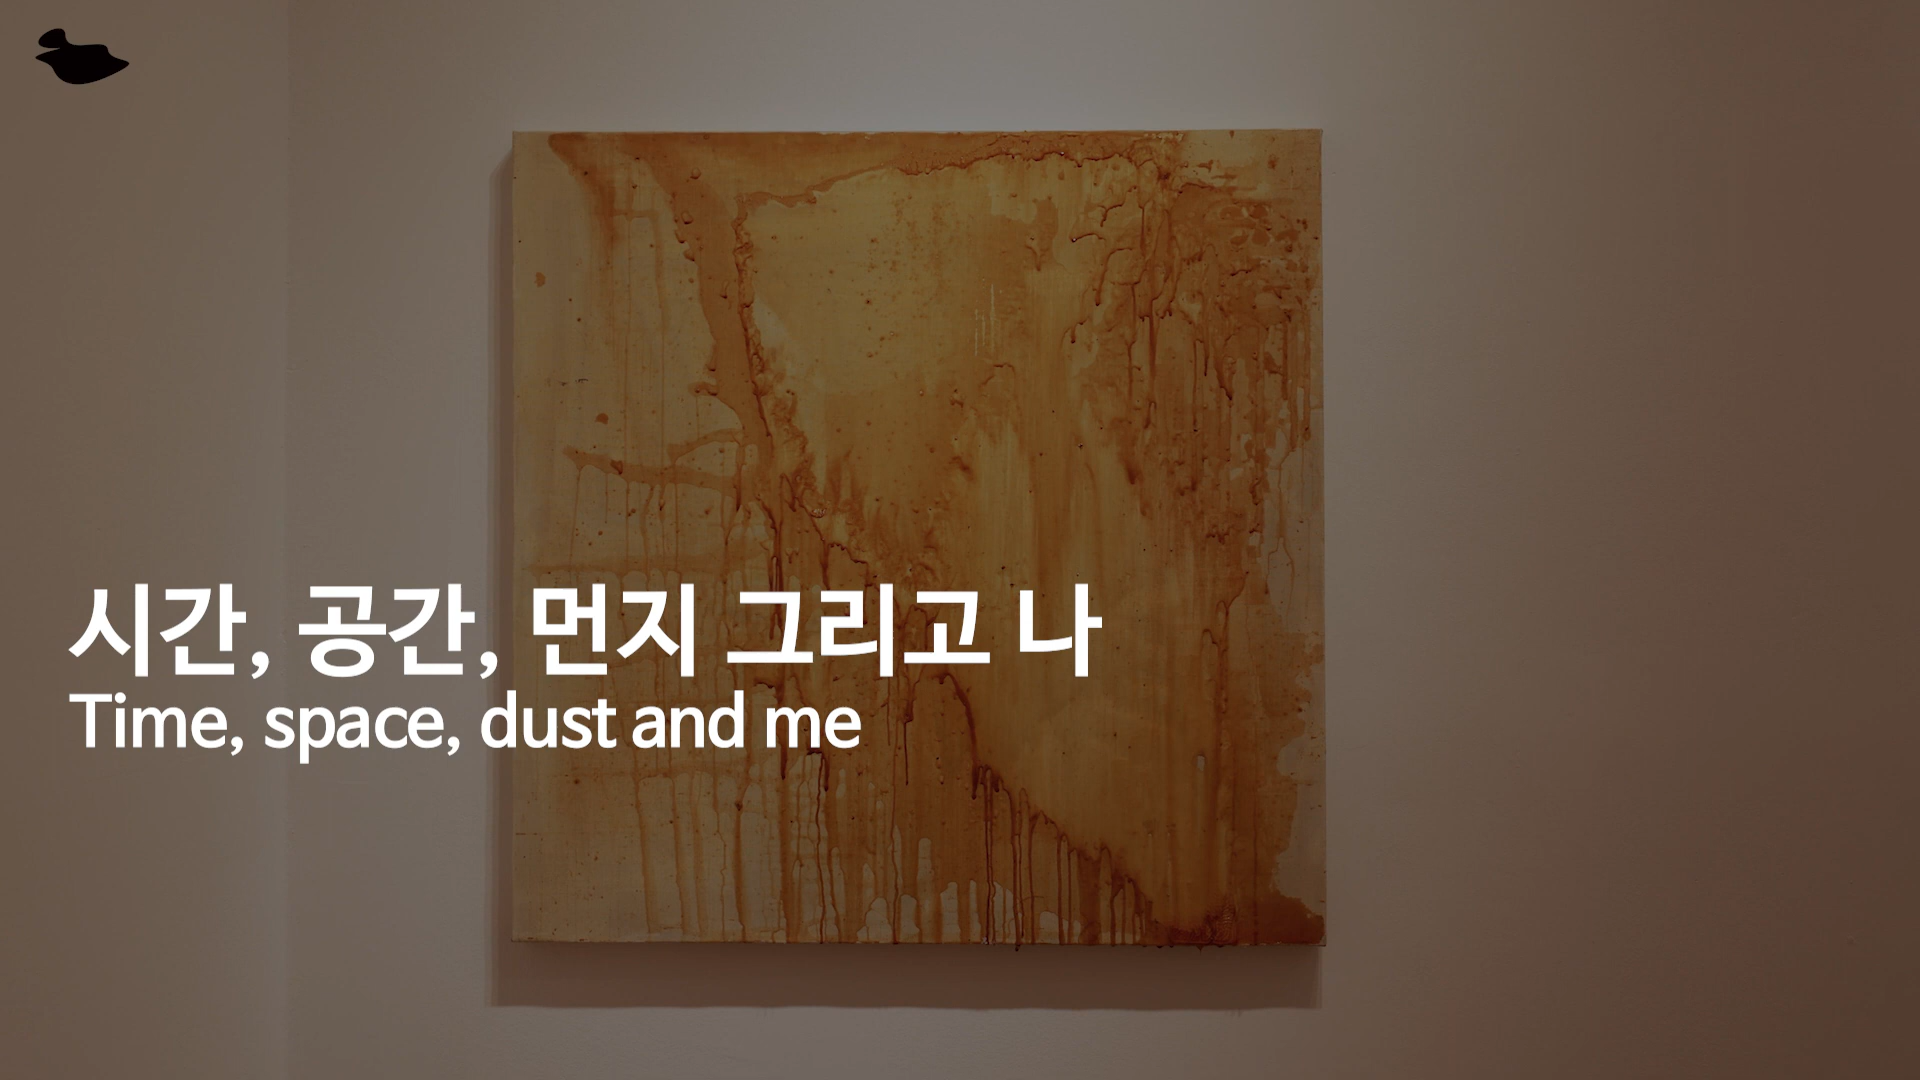 시간, 공간, 먼지 그리고 나
Time, space, dust and me